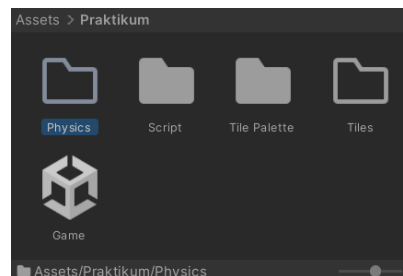 Assets > Praktikum
Physics
Script
Tile Palette
Tiles
Game
Assets/Praktikum/Physics